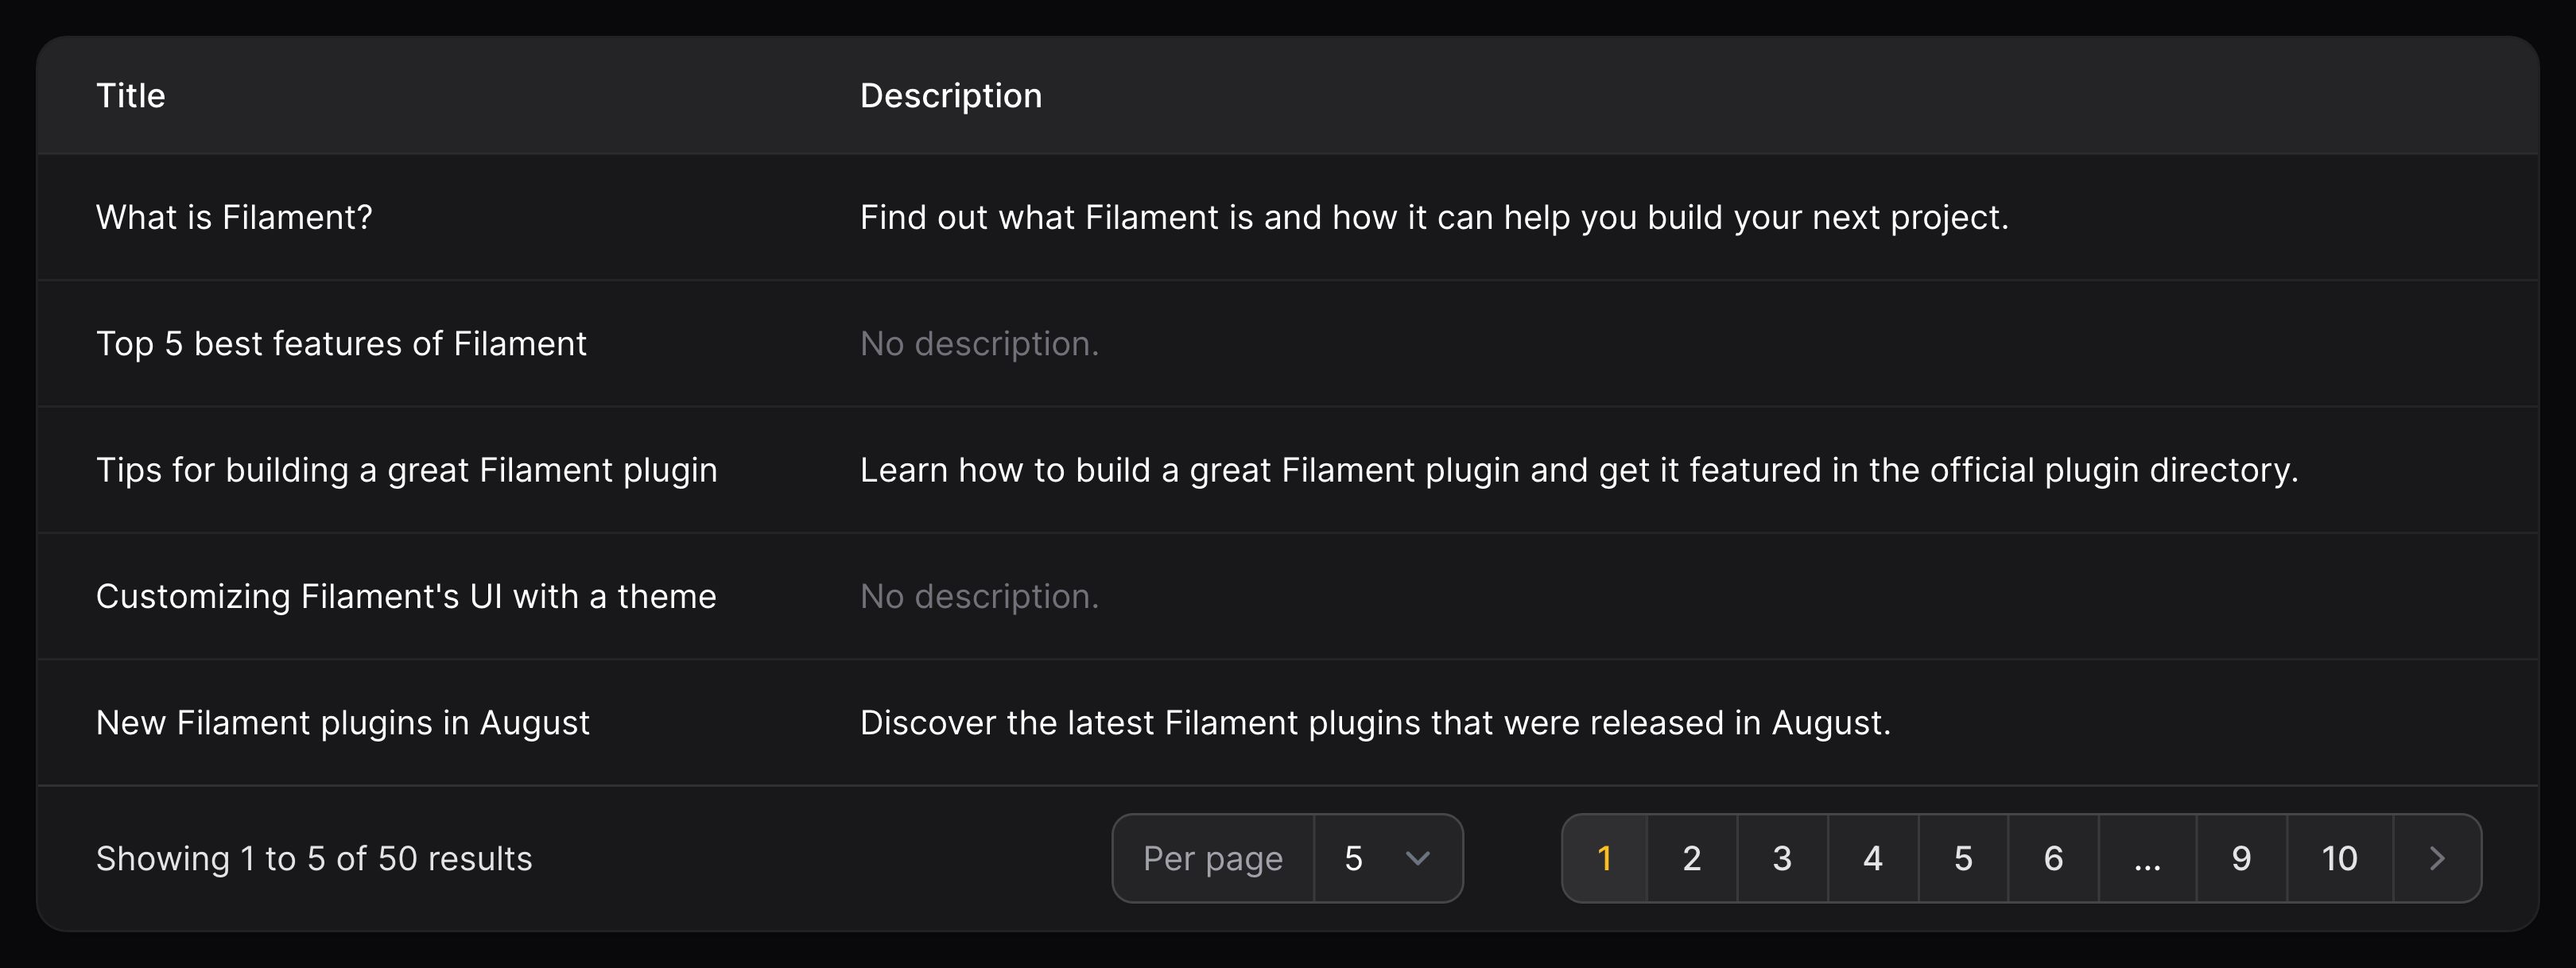 Title Description
What is Filament? Find out what Filament is and how it can help you build your next project.
Top 5 best features of Filament No description.
Tips for building a great Filament plugin Learn how to build a great Filament plugin and get it featured in the official plugin directory.
Customizing Filament's UI with a theme No description.
New Filament plugins in August Discover the latest Filament plugins that were released in August.
Showing 1 to 5 of 50 results Per page 5 1 2 3 4 5 6 ... 9 10